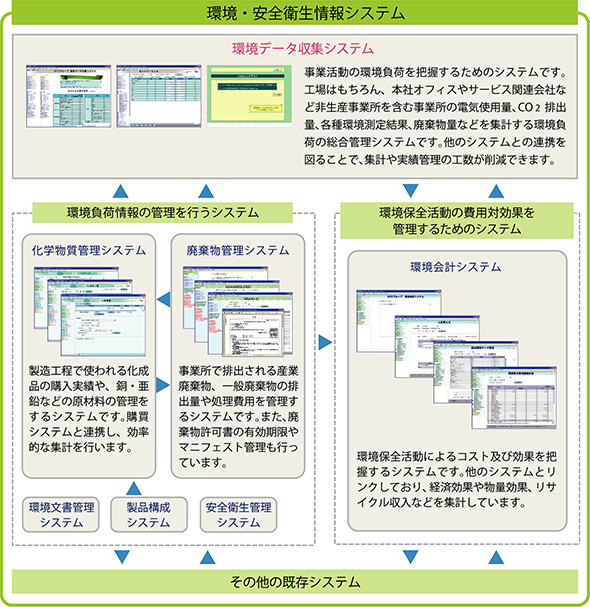 環境・安全衛生情報システム
環境データ収集システム
事業活動の環境負荷を把握するためのシステムです。
工場はもちろん、本社オフィスやサービス関連会社な
ど非生産事業所を含む事業所の電気使用量、CO2 排出
量、各種環境測定結果、廃棄物量などを集計する環境負
荷の総合管理システムです。他のシステムとの連携を
図ることで、集計や実績管理の工数が削減できます。
環境負荷情報の管理を行うシステム
化学物質管理システム
製造工程で使われる化成
品の購入実績や、銅・亜
鉛などの原材料の管理を
するシステムです。購買
システムと連携し、効率
的な集計を行います。
廃棄物管理システム
事業所で排出される産業
廃棄物、一般廃棄物の排
出量や処理費用を管理す
るシステムです。また、廃
棄物許可書の有効期限や
マニフェスト管理も行っ
ています。
環境文書管理
システム
製品構成
システム
安全衛生管理
システム
環境保全活動の費用対効果を
管理するためのシステム
環境会計システム
環境保全活動によるコスト及び効果を把
握するシステムです。他のシステムとリ
ンクしており、経済効果や物量効果、リサ
イクル収入などを集計しています。
その他の既存システム